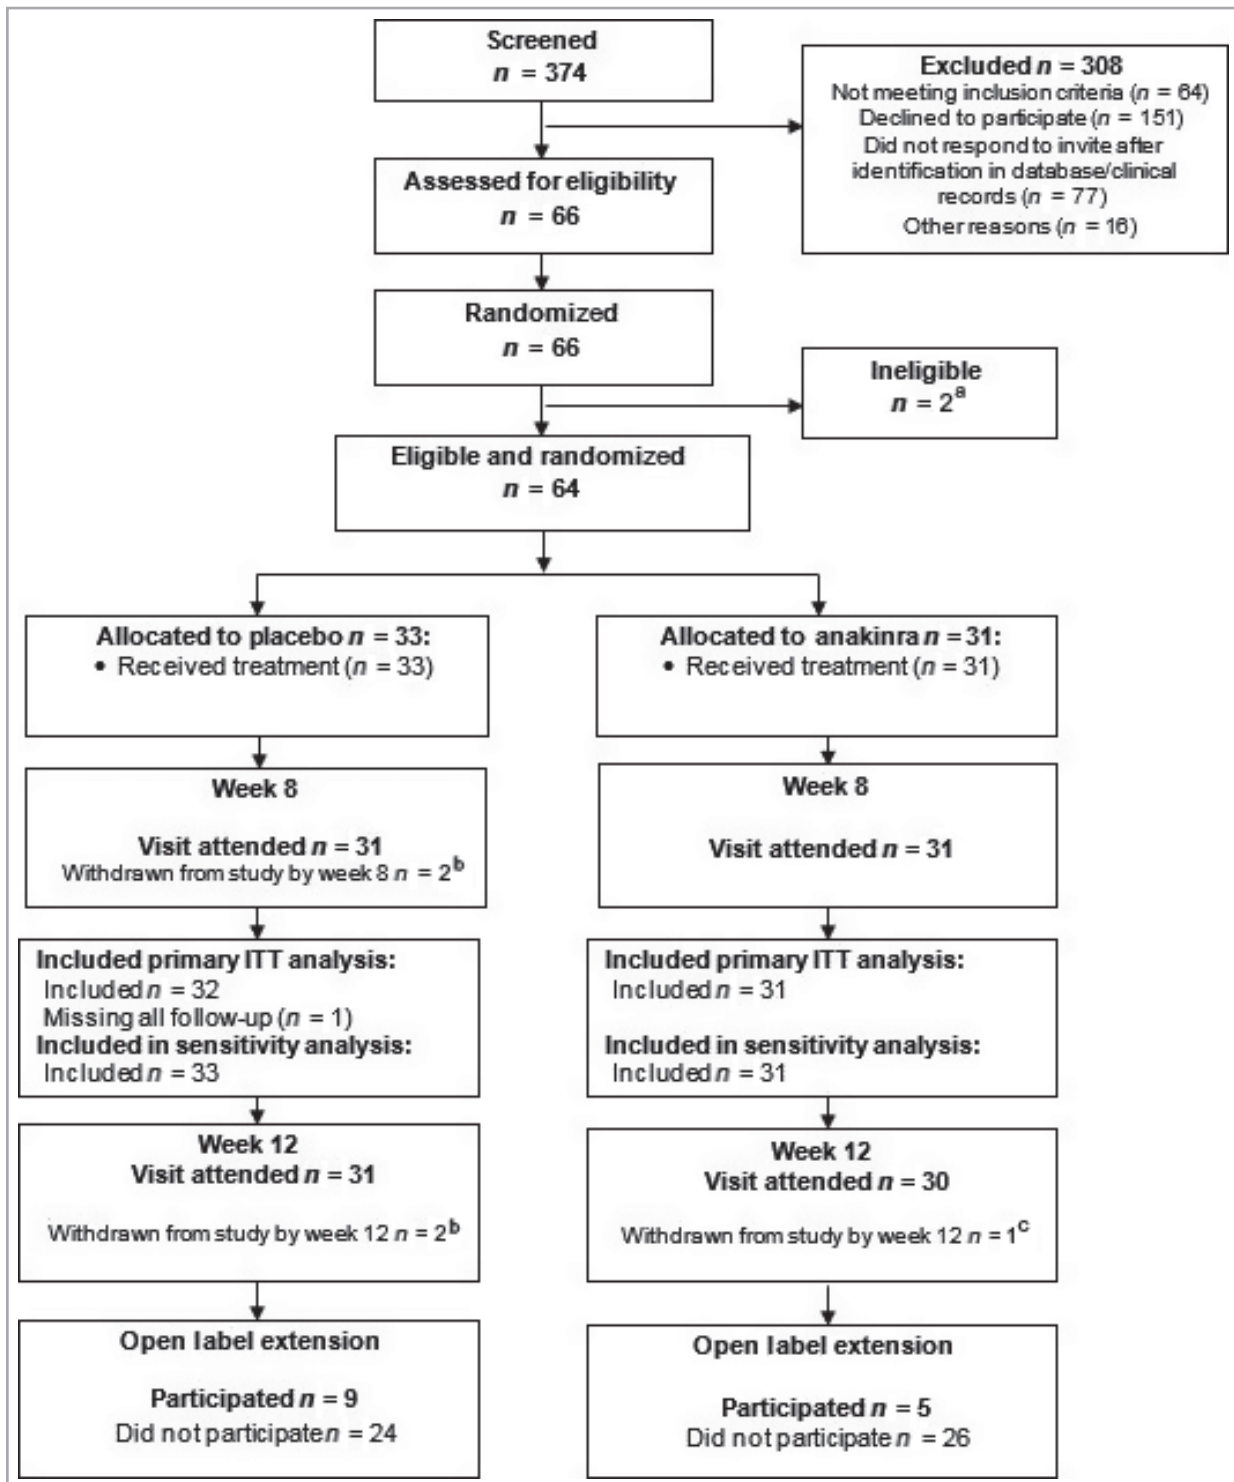 Screened
n = 374
Excluded n = 308
Not meeting inclusion criteria (n = 64)
Declined to participate (n = 151)
Did not respond to invite after
identification in database/clinical
records (n = 77)
Other reasons (n = 16)
Assessed for eligibility
n = 66
Randomized
n = 66
Ineligible
n = 2ᵃ
Eligible and randomized
n = 64
Allocated to placebo n = 33:
• Received treatment (n = 33)
Allocated to anakinra n = 31:
• Received treatment (n = 31)
Week 8
Visit attended n = 31
Withdrawn from study by week 8 n = 2ᵇ
Week 8
Visit attended n = 31
Included primary ITT analysis:
Included n = 32
Missing all follow-up (n = 1)
Included in sensitivity analysis:
Included n = 33
Included primary ITT analysis:
Included n = 31
Included in sensitivity analysis:
Included n = 31
Week 12
Visit attended n = 31
Withdrawn from study by week 12 n = 2ᵇ
Week 12
Visit attended n = 30
Withdrawn from study by week 12 n = 1ᶜ
Open label extension
Participated n = 9
Did not participate n = 24
Open label extension
Participated n = 5
Did not participate n = 26